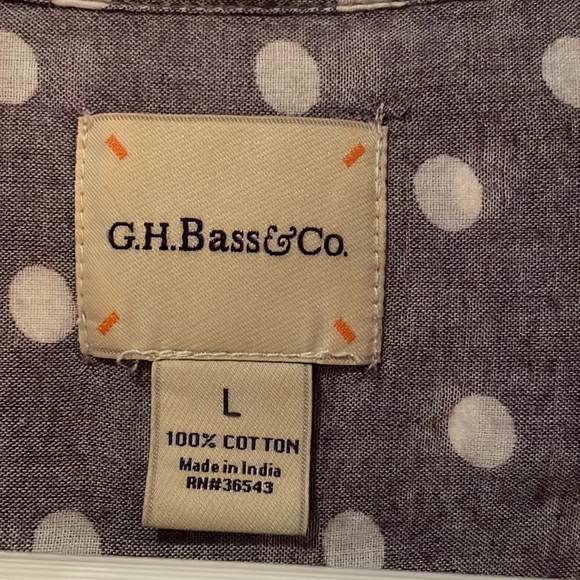 G.H.Bass&Co.
L
100% COTTON
Made in India
RN#36543